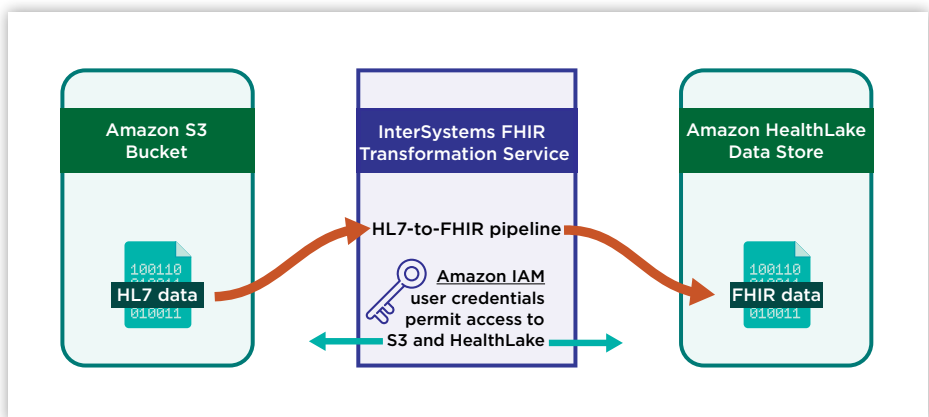 Amazon S3
Bucket
InterSystems FHIR
Transformation Service
Amazon HealthLake
Data Store
HL7-to-FHIR pipeline
100110
HL7 data
010011
Amazon IAM
user credentials
permit access to
S3 and HealthLake
100110
FHIR data
010011